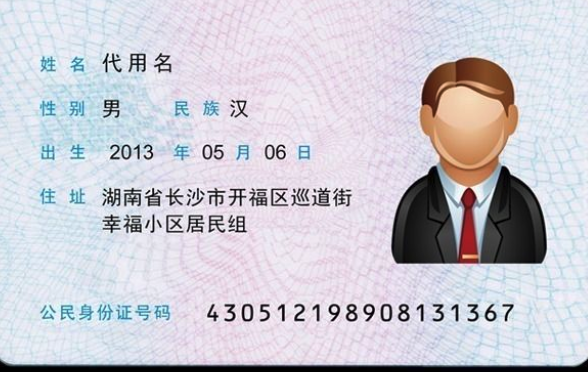 姓 名 代用名
性 别 男 民 族 汉
出 生 2013 年 05 月 06 日
住 址 湖南省长沙市开福区巡道街
幸福小区居民组
公民身份证号码 430512198908131367